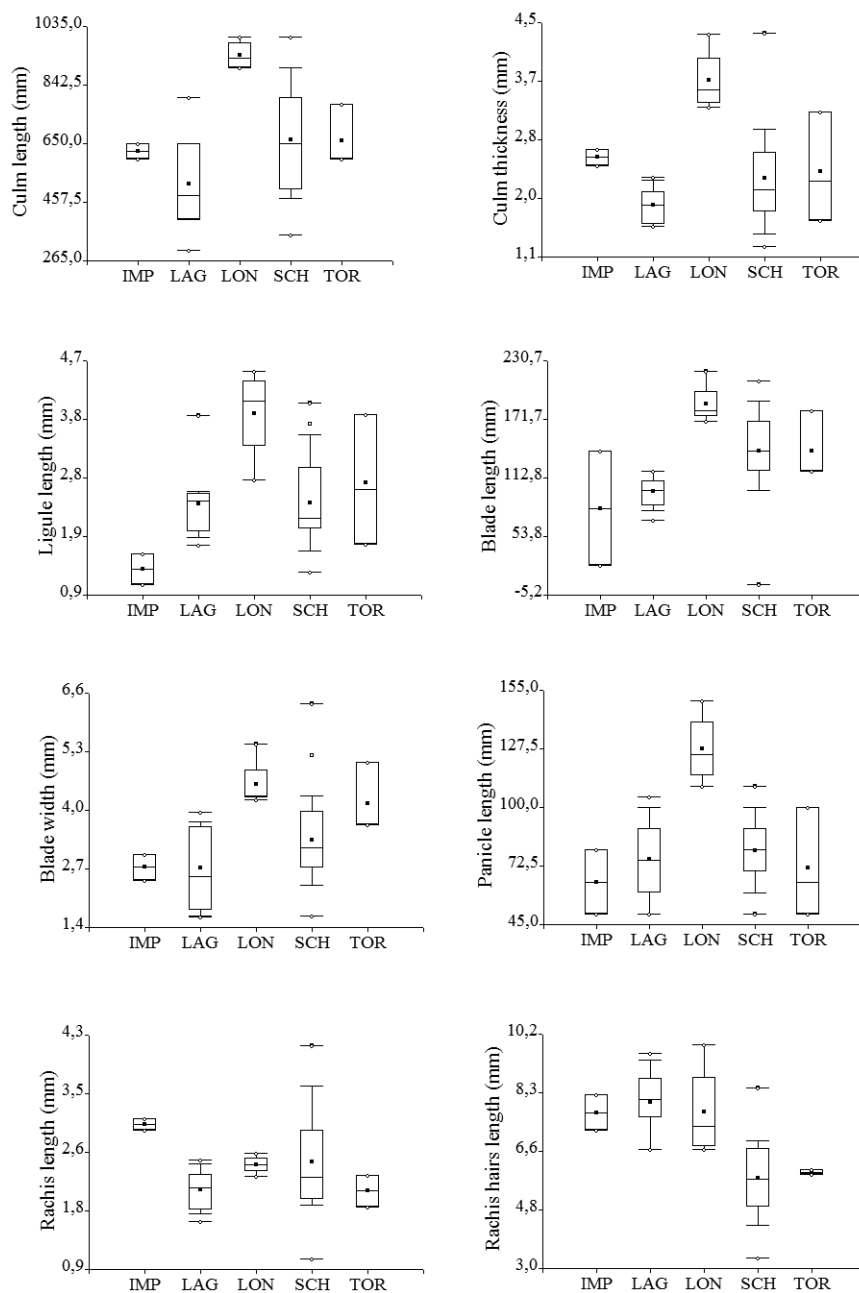 Culm length (mm)
1035,0
842,5
650,0
457,5
265,0
IMP LAG LON SCH TOR
Culm thickness (mm)
4,5
3,7
2,8
2,0
1,1
IMP LAG LON SCH TOR
Ligule length (mm)
4,7
3,8
2,8
1,9
0,9
IMP LAG LON SCH TOR
Blade length (mm)
230,7
171,7
112,8
53,8
-5,2
IMP LAG LON SCH TOR
Blade width (mm)
6,6
5,3
4,0
2,7
1,4
IMP LAG LON SCH TOR
Panicle length (mm)
155,0
127,5
100,0
72,5
45,0
IMP LAG LON SCH TOR
Rachis length (mm)
4,3
3,5
2,6
1,8
0,9
IMP LAG LON SCH TOR
Rachis hairs length (mm)
10,2
8,3
6,6
4,8
3,0
IMP LAG LON SCH TOR